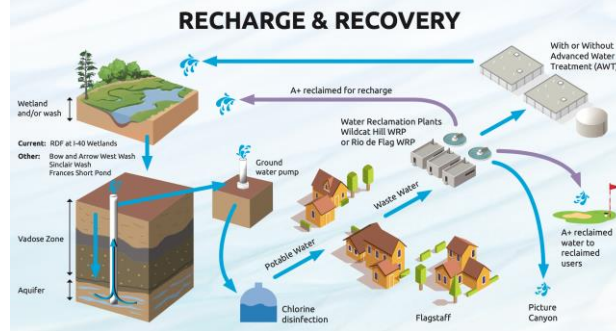 RECHARGE & RECOVERY
With or Without
Advanced Water
Treatment (AWT)
Wetland
and/or wash
A+ reclaimed for recharge
Water Reclamation Plants
Wildcat Hill WRP
or Rio de Flag WRP
Current: RDF at I-40 Wetlands
Other: Bow and Arrow West Wash
Sinclair Wash
Frances Short Pond
Ground
water pump
Waste Water
A+ reclaimed
water to
reclaimed
users
Vadose Zone
Potable Water
Aquifer
Chlorine
disinfection
Flagstaff
Picture
Canyon